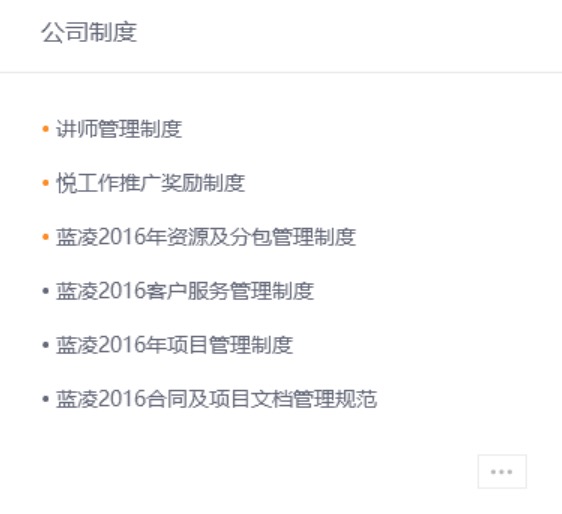 公司制度
• 讲师管理制度
• 悦工作推广奖励制度
• 蓝凌2016年资源及分包管理制度
• 蓝凌2016客户服务管理制度
• 蓝凌2016年项目管理制度
• 蓝凌2016合同及项目文档管理规范
•••